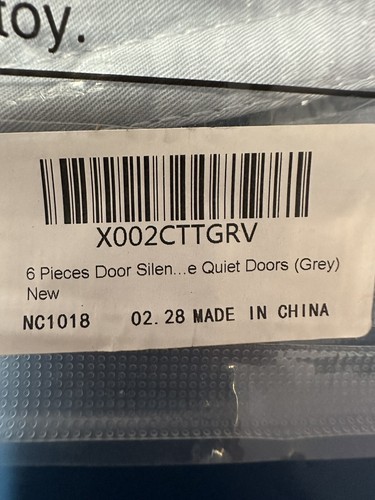 toy.
X002CTTGRV
6 Pieces Door Silen...e Quiet Doors (Grey)
New
NC1018 02.28 MADE IN CHINA